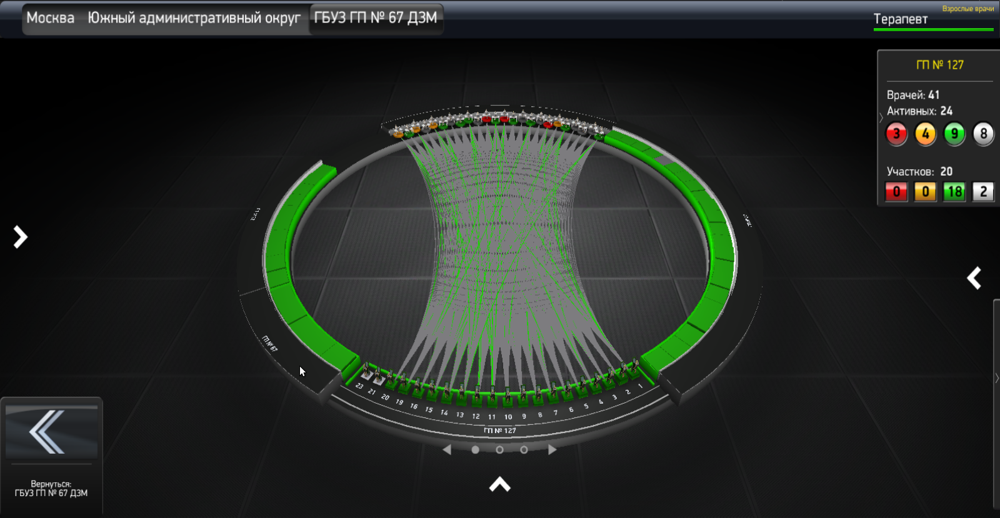 Москва Южный административный округ ГБУЗ ГП № 67 ДЗМ
Взрослые врачи
Терапевт
ГП № 127
Врачей: 41
Активных: 24
3 4 9 8
Участков: 20
0 0 18 2
ГП № 67
23 21 20 19 16 15 14 13 12 11 10 9 8 7 6 5 4 3 2 1
ГП № 127
Вернуться:
ГБУЗ ГП № 67 ДЗМ